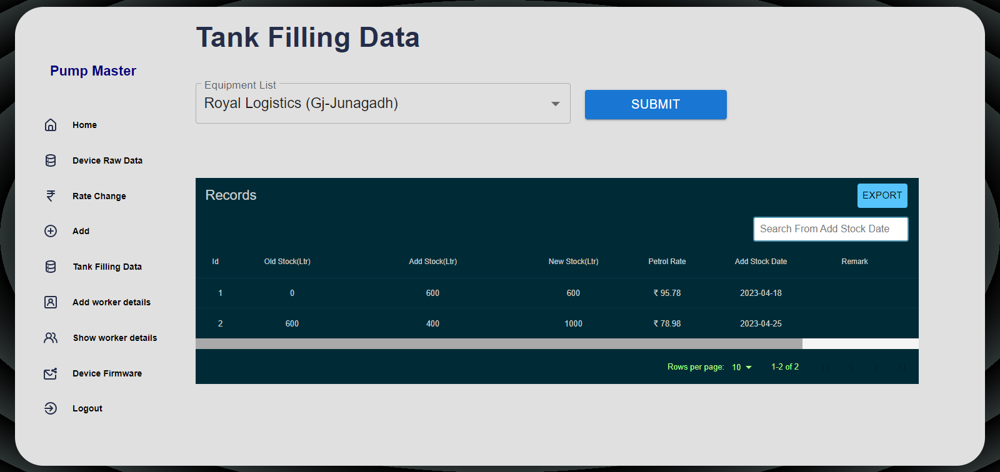 Tank Filling Data
Pump Master
Equipment List
Royal Logistics (Gj-Junagadh)
SUBMIT
Home
Device Raw Data
Rate Change
Add
Tank Filling Data
Add worker details
Show worker details
Device Firmware
Logout
Records
EXPORT
Search From Add Stock Date
Id Old Stock(Ltr) Add Stock(Ltr) New Stock(Ltr) Petrol Rate Add Stock Date Remark
1 0 600 600 ₹ 95.78 2023-04-18
2 600 400 1000 ₹ 78.98 2023-04-25
Rows per page: 10 1-2 of 2